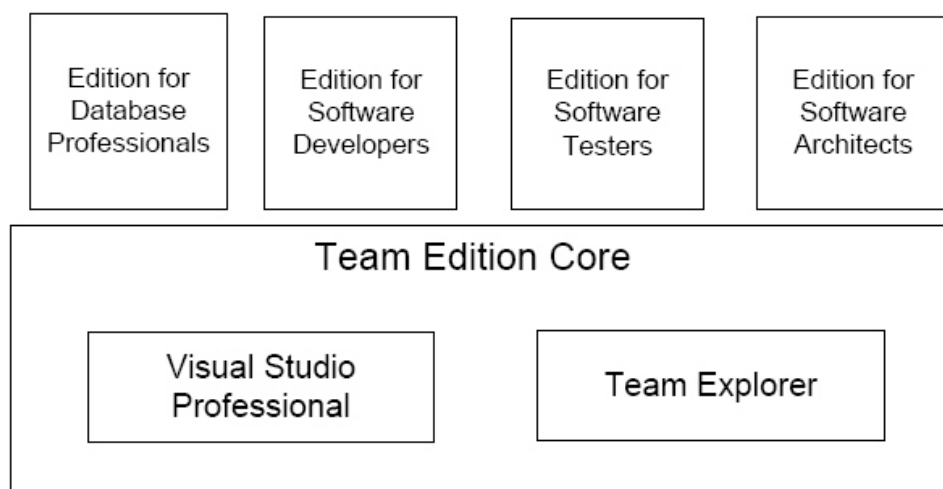 Edition for
Database
Professionals
Edition for
Software
Developers
Edition for
Software
Testers
Edition for
Software
Architects
Team Edition Core
Visual Studio
Professional
Team Explorer